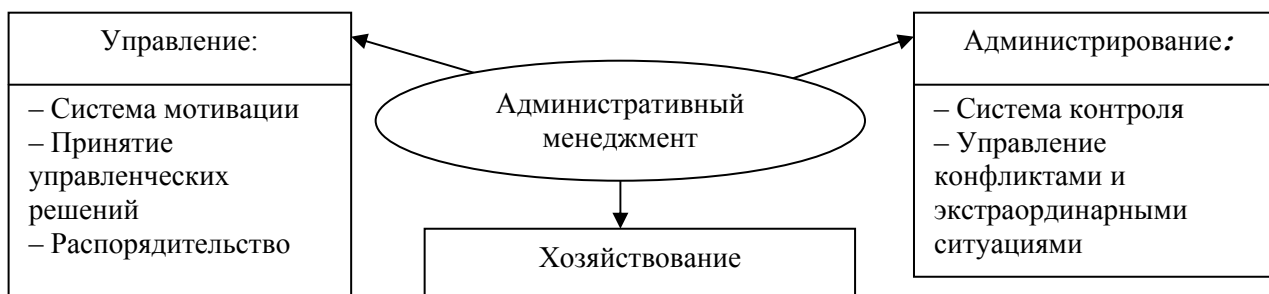 Управление:
– Система мотивации
– Принятие
управленческих
решений
– Распорядительство
Административный
менеджмент
Хозяйствование
Администрирование:
– Система контроля
– Управление
конфликтами и
экстраординарными
ситуациями